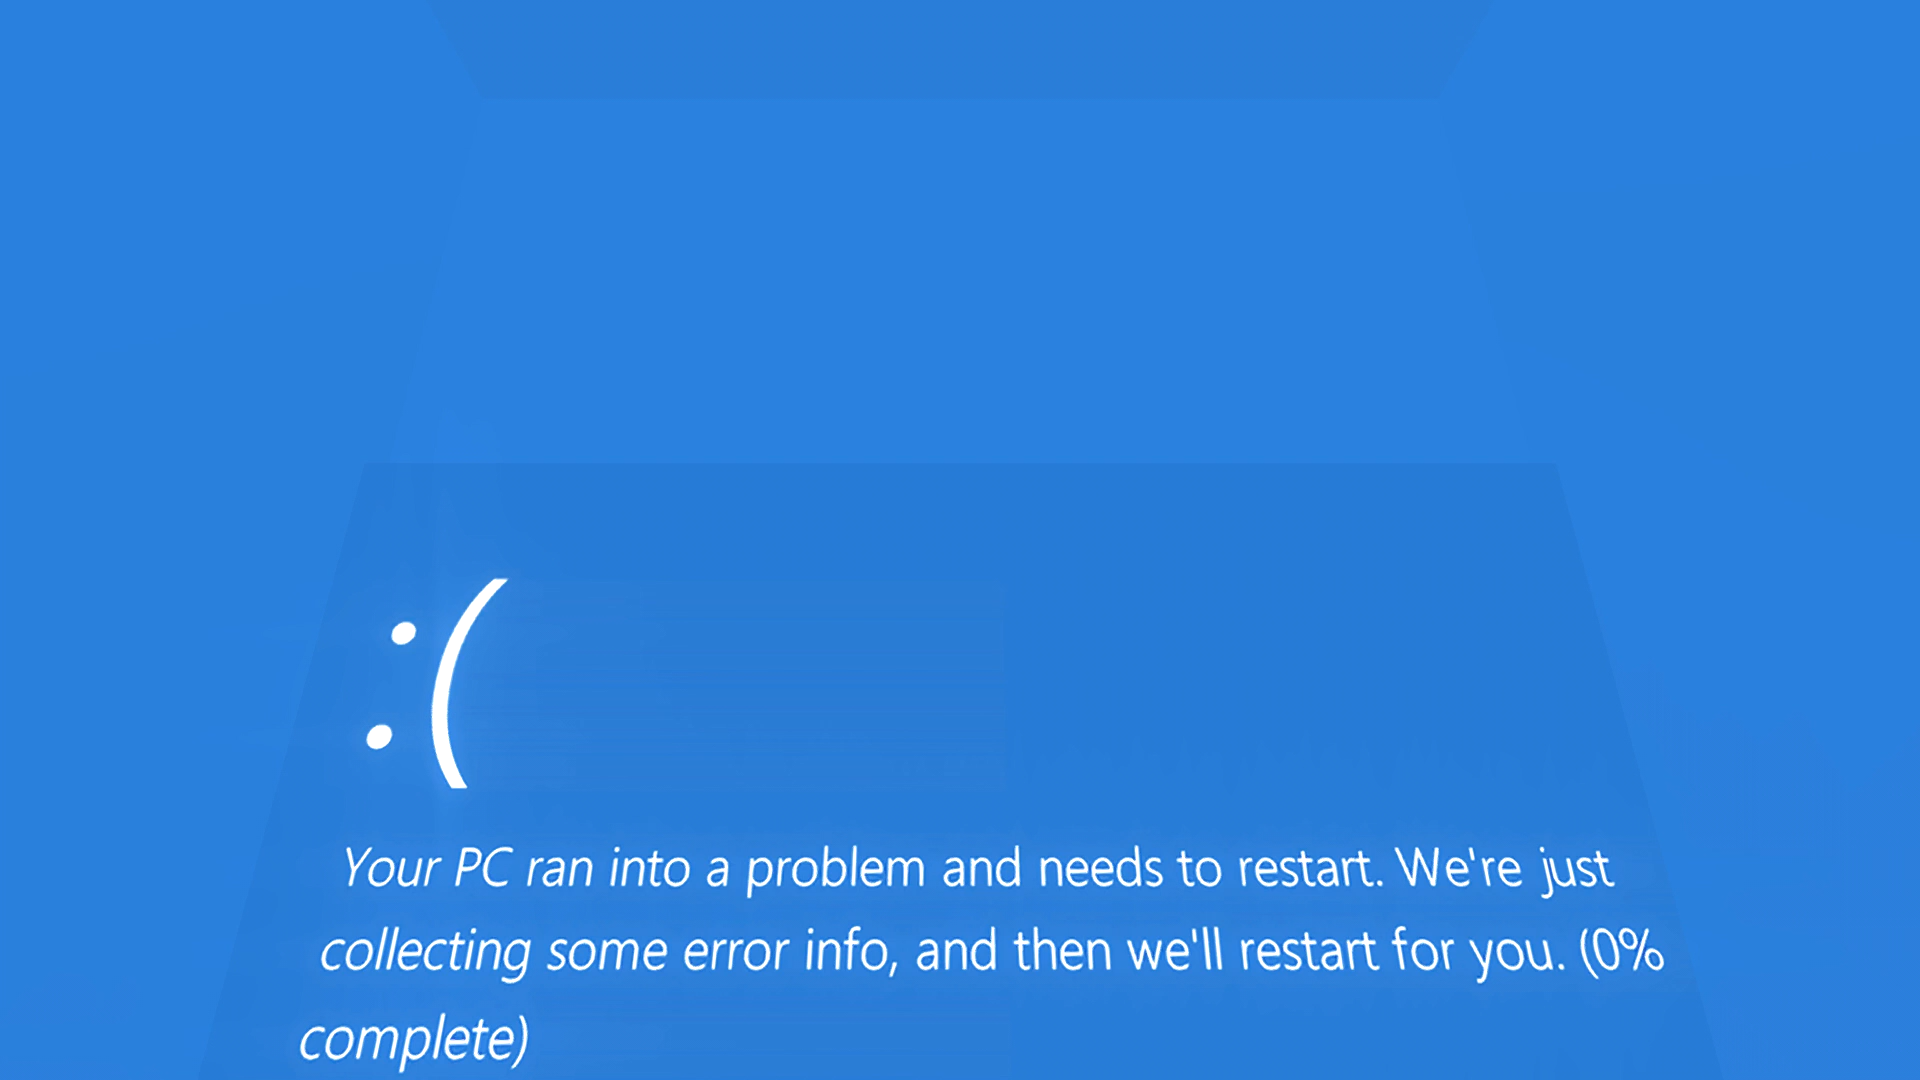 :(
Your PC ran into a problem and needs to restart. We're just
collecting some error info, and then we'll restart for you. (0%
complete)